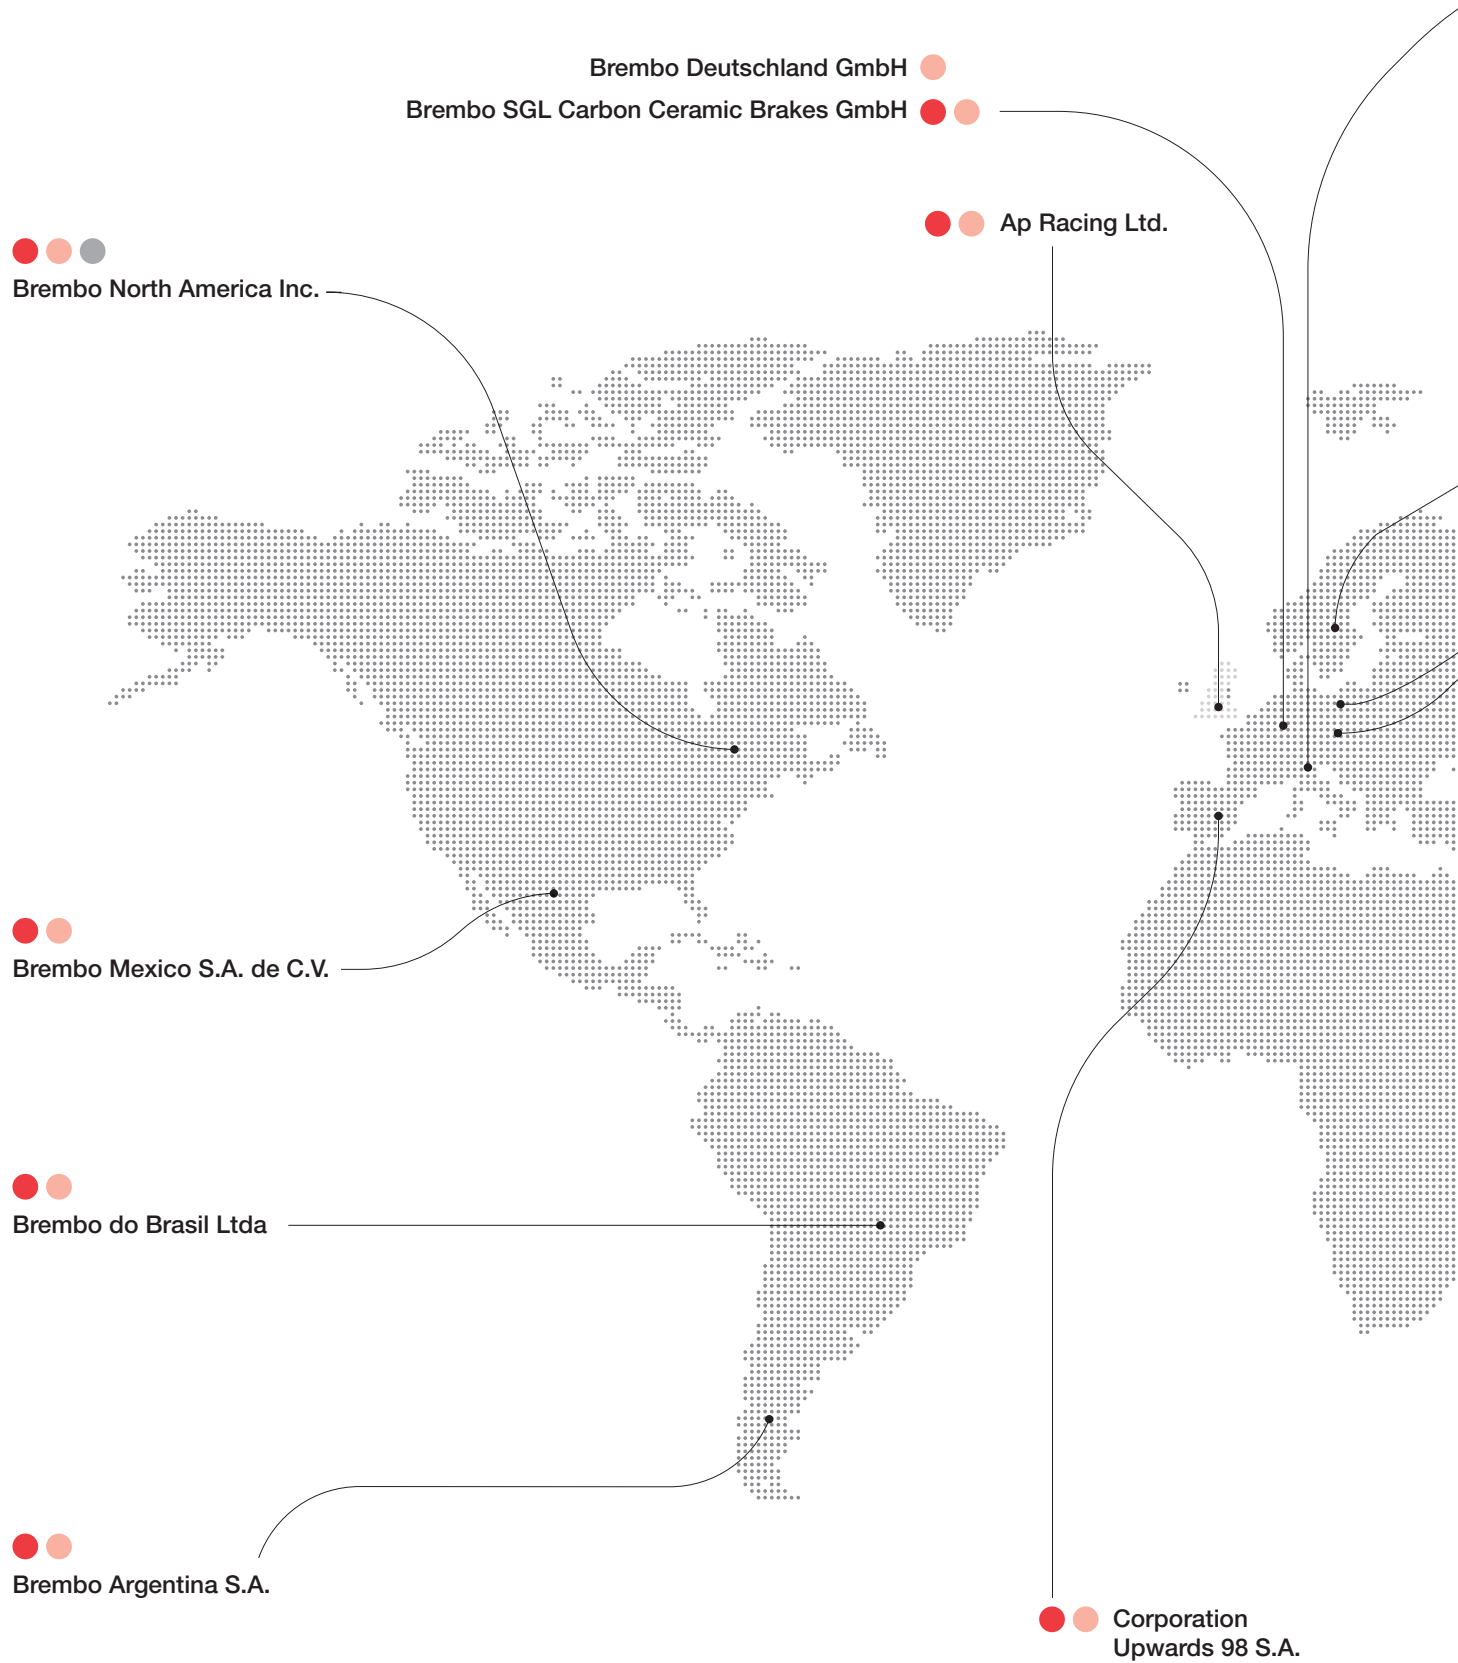 Brembo Deutschland GmbH
Brembo SGL Carbon Ceramic Brakes GmbH
Ap Racing Ltd.
Brembo North America Inc.
Brembo Mexico S.A. de C.V.
Brembo do Brasil Ltda
Brembo Argentina S.A.
Corporation
Upwards 98 S.A.